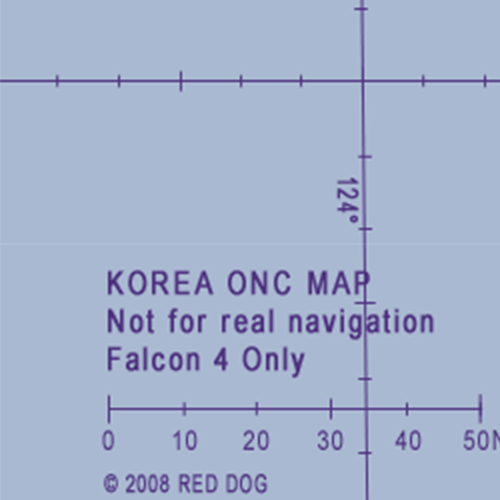 124°
KOREA ONC MAP
Not for real navigation
Falcon 4 Only
0 10 20 30 40 50N
© 2008 RED DOG